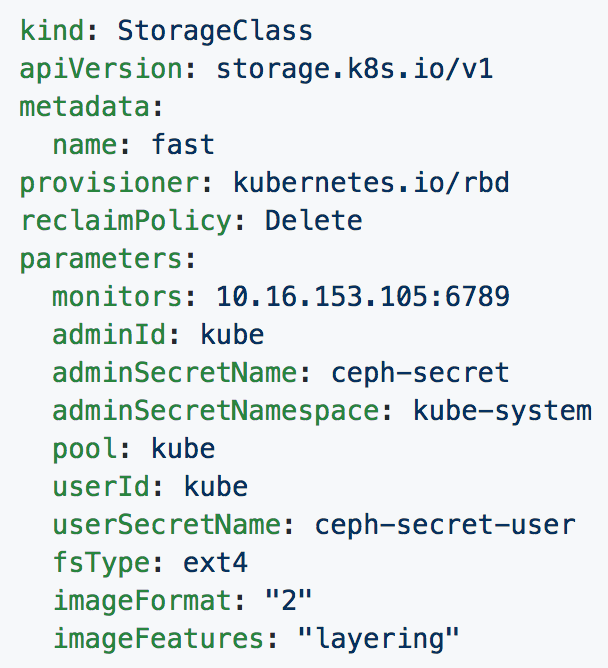 kind: StorageClass
apiVersion: storage.k8s.io/v1
metadata:
  name: fast
provisioner: kubernetes.io/rbd
reclaimPolicy: Delete
parameters:
  monitors: 10.16.153.105:6789
  adminId: kube
  adminSecretName: ceph-secret
  adminSecretNamespace: kube-system
  pool: kube
  userId: kube
  userSecretName: ceph-secret-user
  fsType: ext4
  imageFormat: "2"
  imageFeatures: "layering"